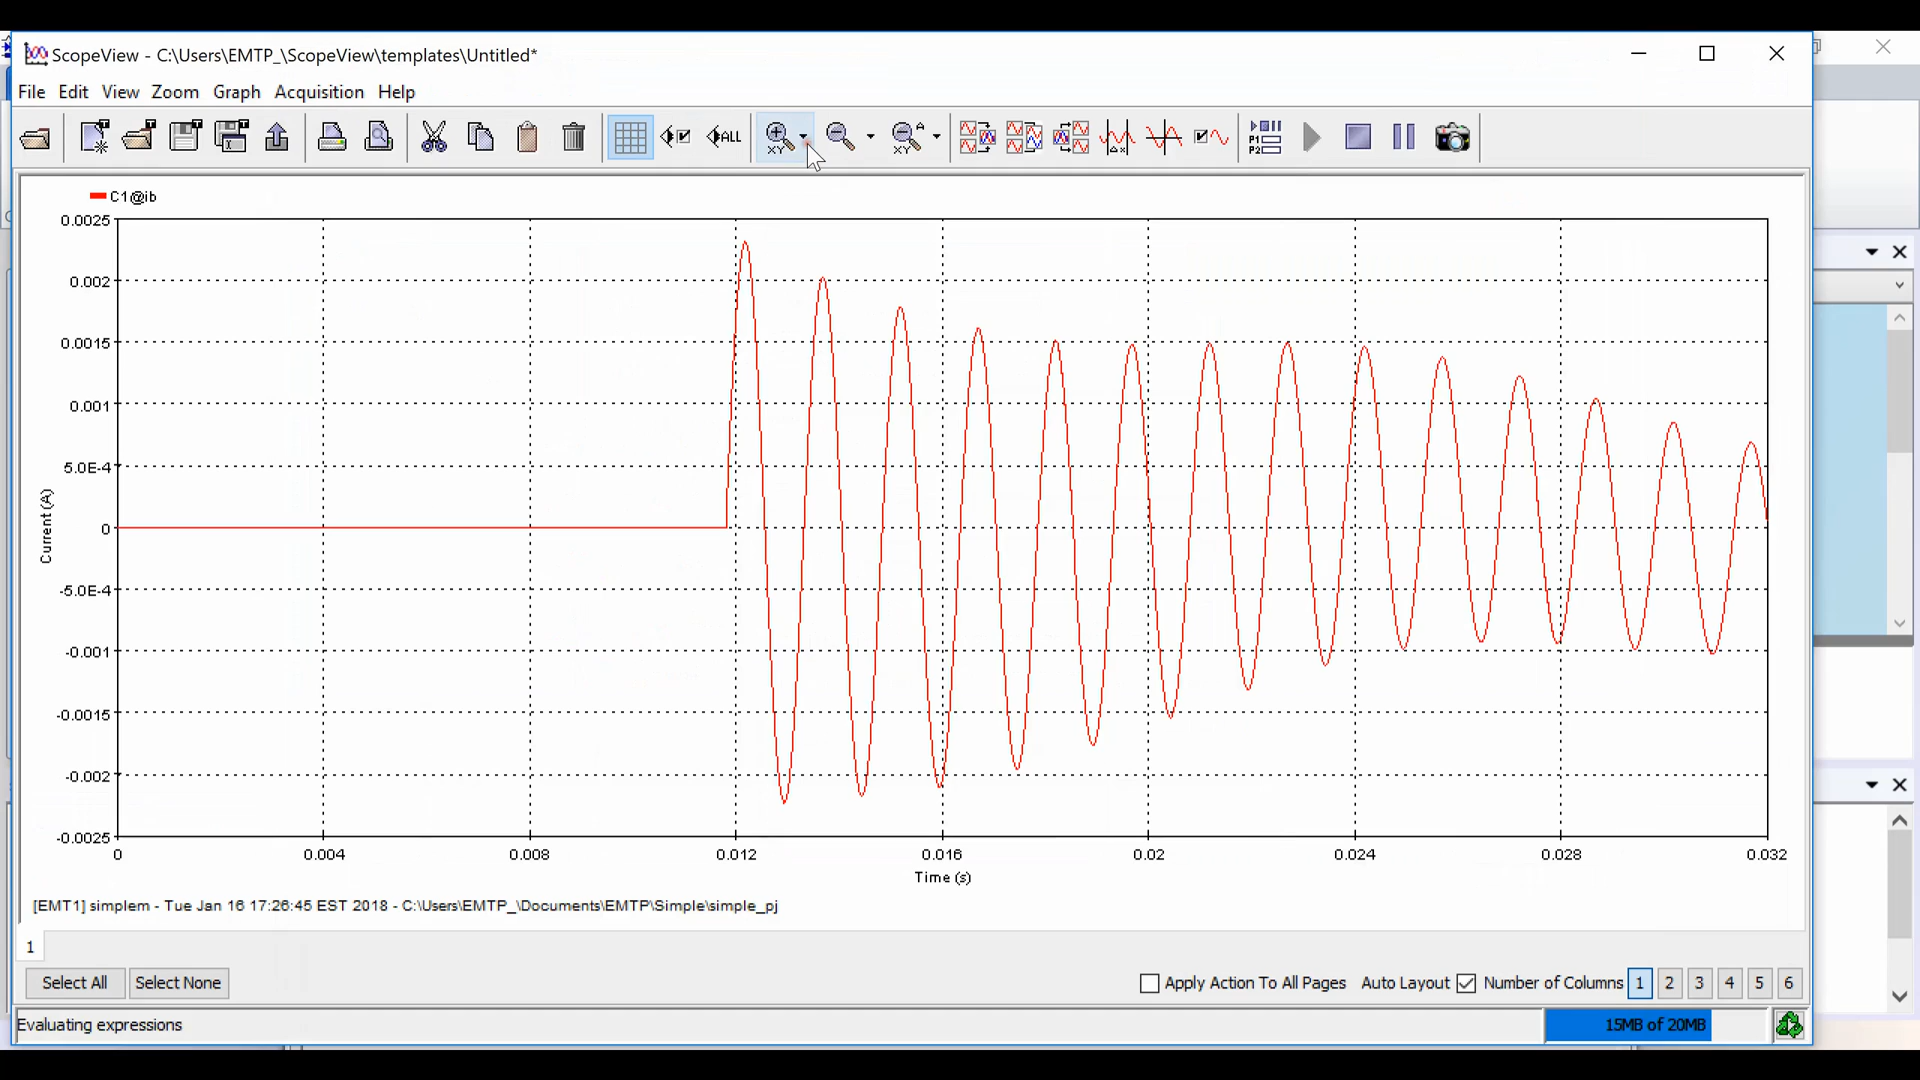 ScopeView - C:\Users\EMTP_\ScopeView\templates\Untitled*
File Edit View Zoom Graph Acquisition Help
ALL
XY
A
XY
P1
P2
C1@ib
0.0025
0.002
0.0015
0.001
5.0E-4
0
-5.0E-4
-0.001
-0.0015
-0.002
-0.0025
Current (A)
0 0.004 0.008 0.012 0.016 0.02 0.024 0.028 0.032
Time (s)
[EMT1] simplem - Tue Jan 16 17:26:45 EST 2018 - C:\Users\EMTP_\Documents\EMTP\Simple\simple_pj
1
Select All Select None Apply Action To All Pages Auto Layout Number of Columns 1 2 3 4 5 6
Evaluating expressions 15MB of 20MB